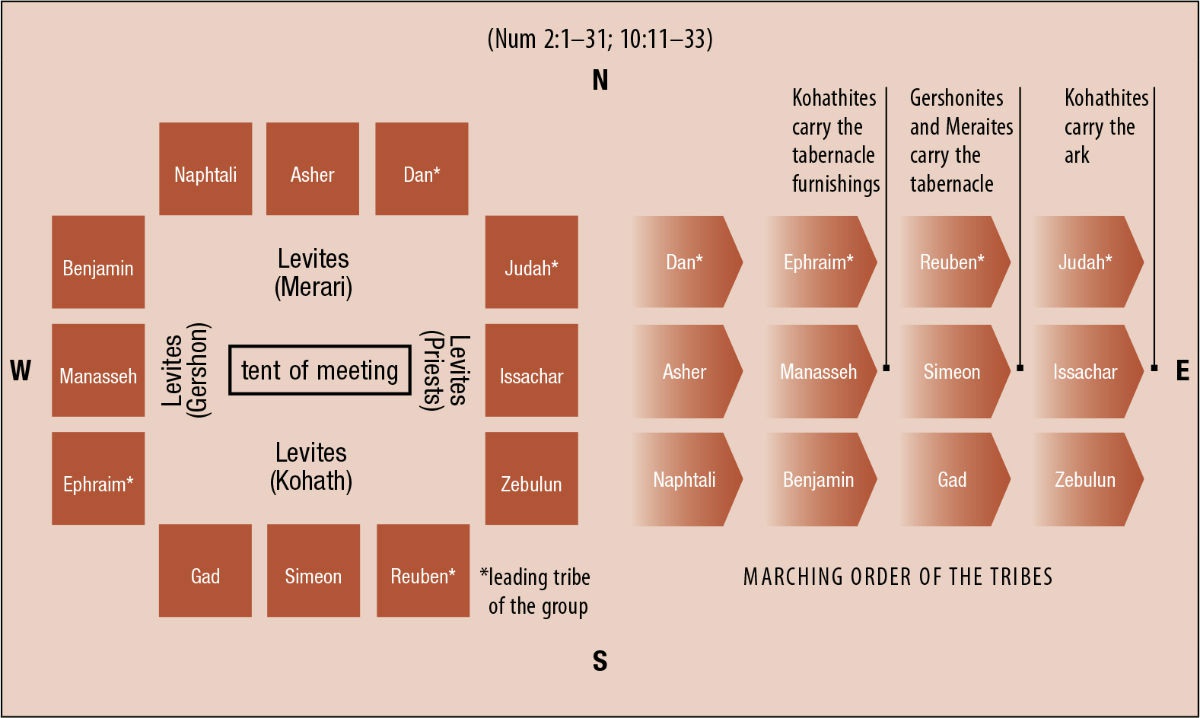 (Num 2:1–31; 10:11–33)
N
Naphtali
Asher
Dan*
Benjamin
Levites
(Merari)
Judah*
W
Manasseh
Levites
(Gershon)
tent of meeting
Levites
(Priests)
Issachar
Ephraim*
Levites
(Kohath)
Zebulun
Gad
Simeon
Reuben*
*leading tribe
of the group
Kohathites
carry the
tabernacle
furnishings
Gershonites
and Meraites
carry the
tabernacle
Kohathites
carry the
ark
Dan*
Ephraim*
Reuben*
Judah*
Asher
Manasseh
Simeon
Issachar
E
Naphtali
Benjamin
Gad
Zebulun
MARCHING ORDER OF THE TRIBES
S